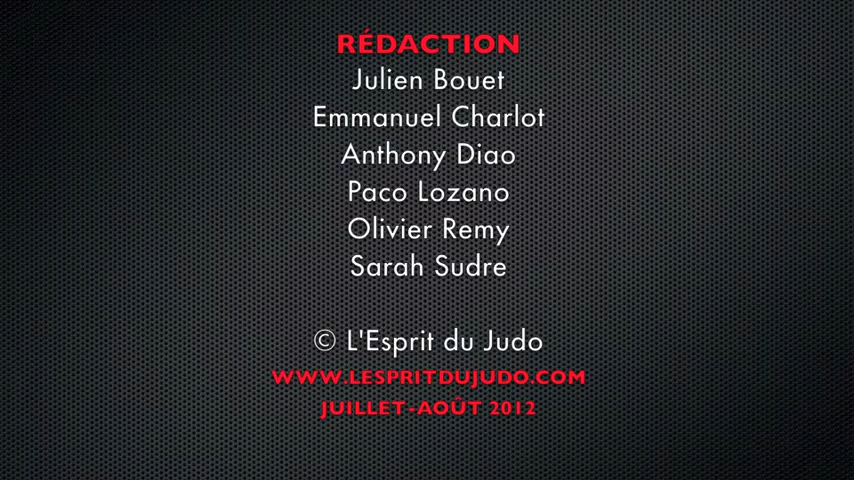 RÉDACTION
Julien Bouet
Emmanuel Charlot
Anthony Diao
Paco Lozano
Olivier Remy
Sarah Sudre
© L'Esprit du Judo
WWW.LESPRITDUJUDO.COM
JUILLET-AOÛT 2012